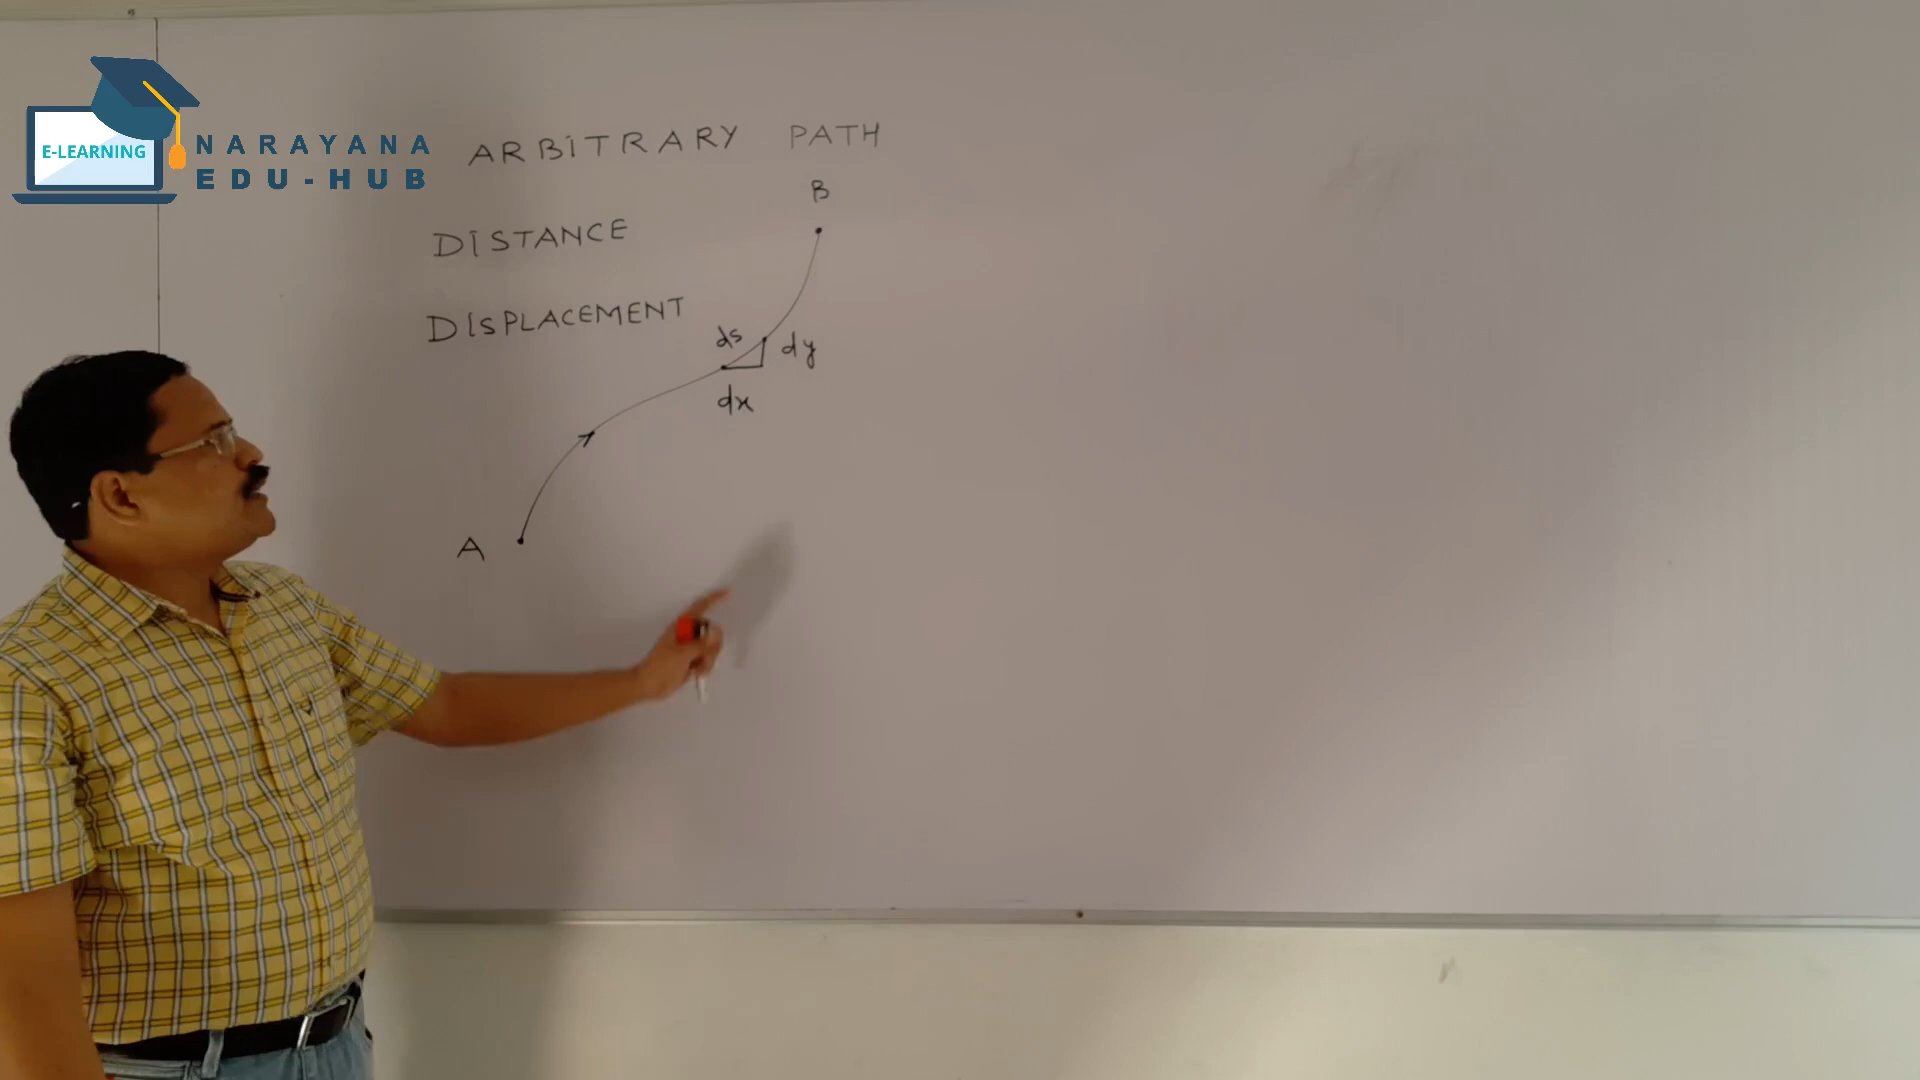 E-LEARNING
NARAYANA
EDU-HUB
ARBITRARY PATH
B
DISTANCE
DISPLACEMENT
ds
dy
dx
A